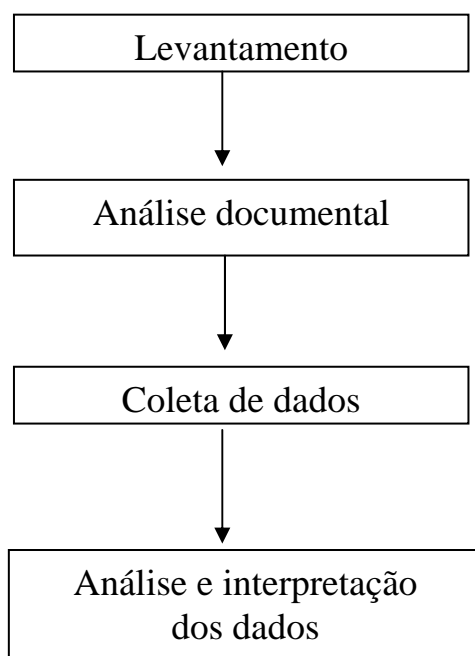 Levantamento
Análise documental
Coleta de dados
Análise e interpretação
dos dados